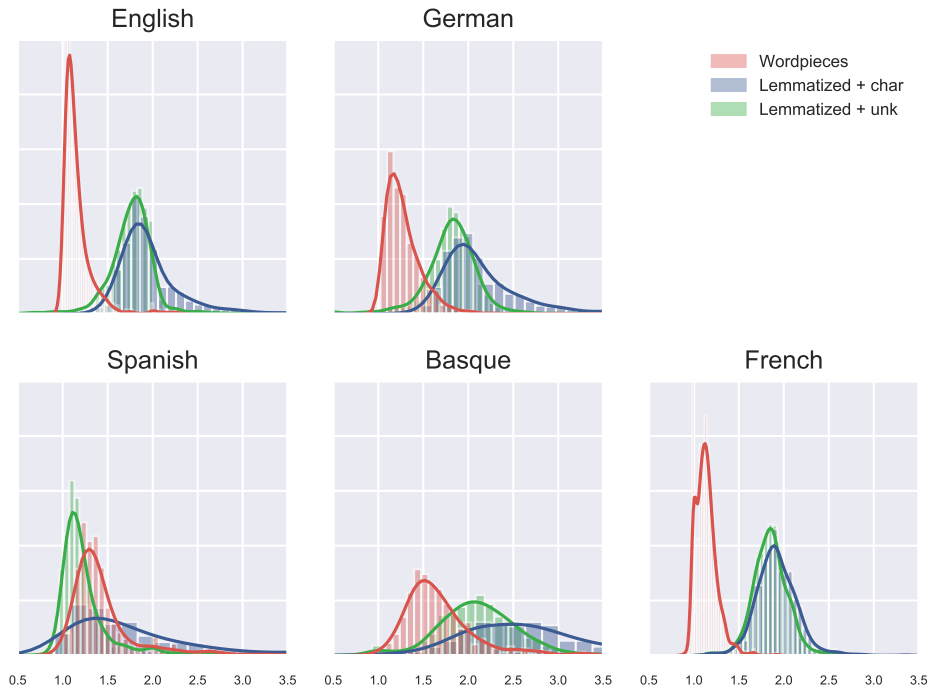 English
German
Wordpieces
Lemmatized + char
Lemmatized + unk
Spanish
Basque
French
0.5 1.0 1.5 2.0 2.5 3.0 3.5
0.5 1.0 1.5 2.0 2.5 3.0 3.5
0.5 1.0 1.5 2.0 2.5 3.0 3.5